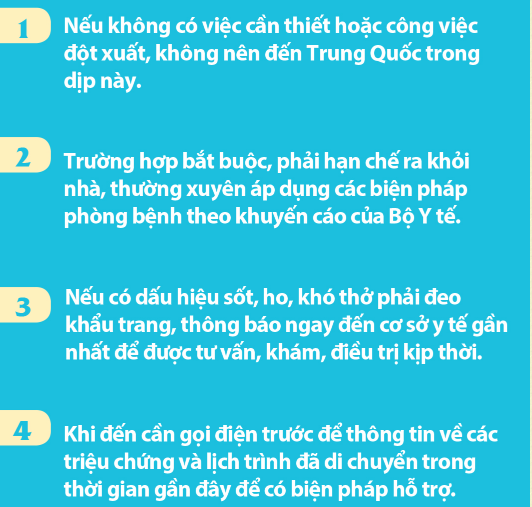 1
Nếu không có việc cần thiết hoặc công việc
đột xuất, không nên đến Trung Quốc trong
dịp này.
2
Trường hợp bắt buộc, phải hạn chế ra khỏi
nhà, thường xuyên áp dụng các biện pháp
phòng bệnh theo khuyến cáo của Bộ Y tế.
3
Nếu có dấu hiệu sốt, ho, khó thở phải đeo
khẩu trang, thông báo ngay đến cơ sở y tế gần
nhất để được tư vấn, khám, điều trị kịp thời.
4
Khi đến cần gọi điện trước để thông tin về các
triệu chứng và lịch trình đã di chuyển trong
thời gian gần đây để có biện pháp hỗ trợ.